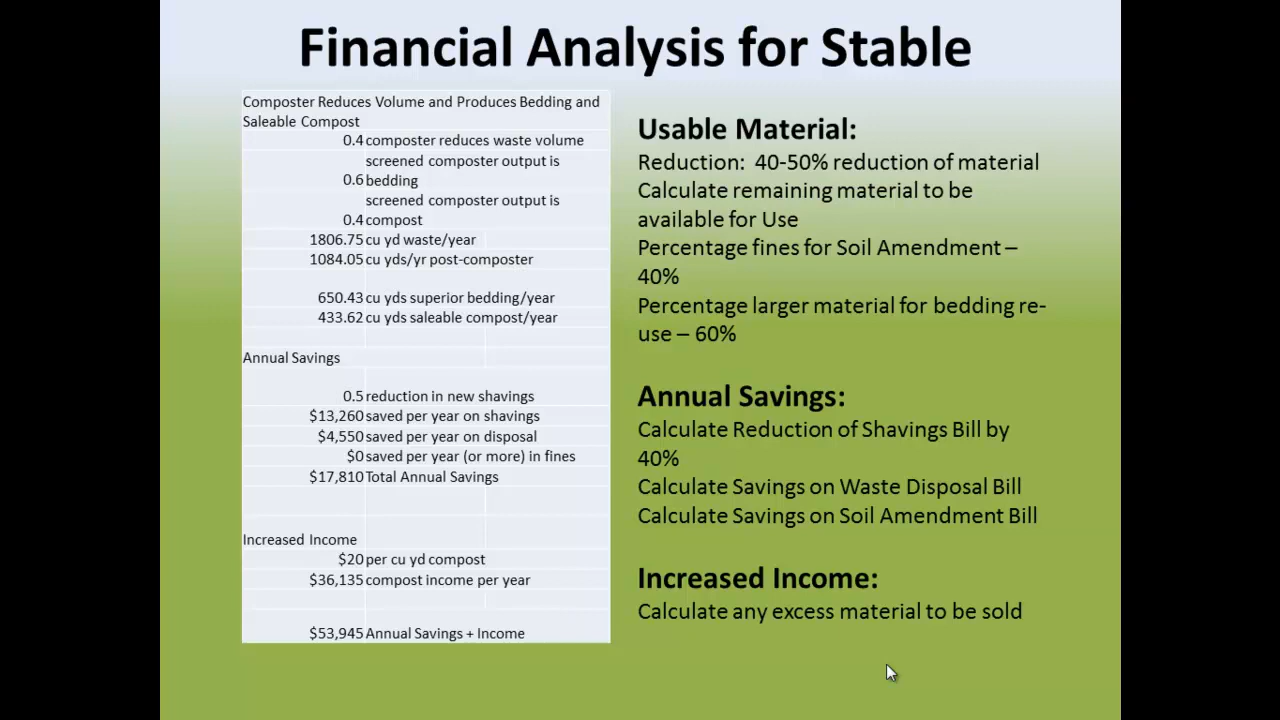 Financial Analysis for Stable
Composter Reduces Volume and Produces Bedding and
Saleable Compost
0.4 composter reduces waste volume
screened composter output is
0.6 bedding
screened composter output is
0.4 compost
1806.75 cu yd waste/year
1084.05 cu yds/yr post-composter
650.43 cu yds superior bedding/year
433.62 cu yds saleable compost/year
Annual Savings
0.5 reduction in new shavings
$13,260 saved per year on shavings
$4,550 saved per year on disposal
$0 saved per year (or more) in fines
$17,810 Total Annual Savings
Increased Income
$20 per cu yd compost
$36,135 compost income per year
$53,945 Annual Savings + Income
Usable Material:
Reduction: 40-50% reduction of material
Calculate remaining material to be
available for Use
Percentage fines for Soil Amendment –
40%
Percentage larger material for bedding re-
use – 60%
Annual Savings:
Calculate Reduction of Shavings Bill by
40%
Calculate Savings on Waste Disposal Bill
Calculate Savings on Soil Amendment Bill
Increased Income:
Calculate any excess material to be sold